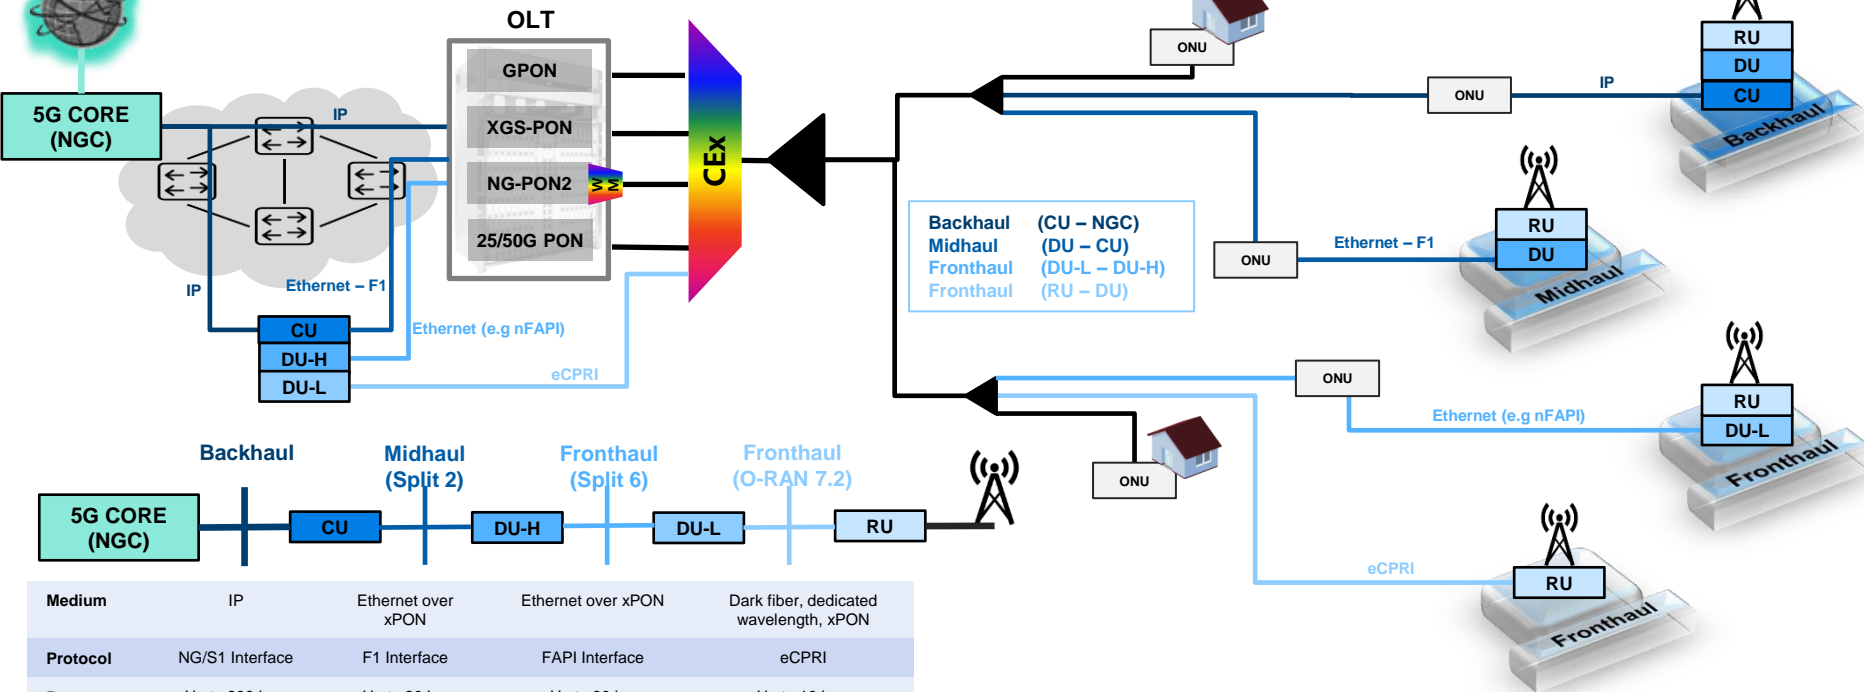 OLT
GPON
XGS-PON
NG-PON2
25/50G PON
WM
CEx
5G CORE
(NGC)
IP
IP
Ethernet – F1
Ethernet (e.g nFAPI)
eCPRI
CU
DU-H
DU-L
ONU
ONU
IP
RU
DU
CU
Backhaul
Backhaul (CU – NGC)
Midhaul (DU – CU)
Fronthaul (DU-L – DU-H)
Fronthaul (RU – DU)
ONU
Ethernet – F1
RU
DU
Midhaul
ONU
Ethernet (e.g nFAPI)
RU
DU-L
Fronthaul
ONU
eCPRI
RU
Fronthaul
Backhaul
Midhaul
(Split 2)
Fronthaul
(Split 6)
Fronthaul
(O-RAN 7.2)
5G CORE
(NGC)
CU
DU-H
DU-L
RU
Medium IP Ethernet over xPON Ethernet over xPON Dark fiber, dedicated wavelength, xPON
Protocol NG/S1 Interface F1 Interface FAPI Interface eCPRI